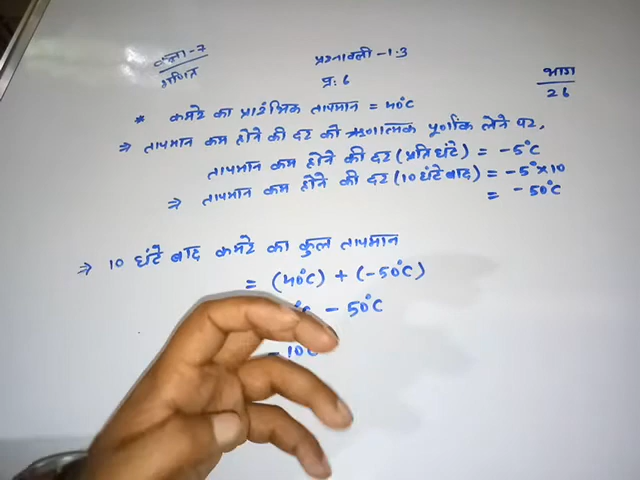 कक्षा-7
गणित
प्रश्नावली-1.3
प्र: 6
भाग
26
* कमरे का प्रारंभिक तापमान = 40°C
⇒ तापमान कम होने की दर को ऋणात्मक पूर्णांक लेने पर,
तापमान कम होने की दर (प्रति घंटे) = -5°C
⇒ तापमान कम होने की दर (10 घंटे बाद) = -5°×10
= -50°C
⇒ 10 घंटे बाद कमरे का कुल तापमान
= (40°C) + (-50°C)
°C - 50°C
- 10°C